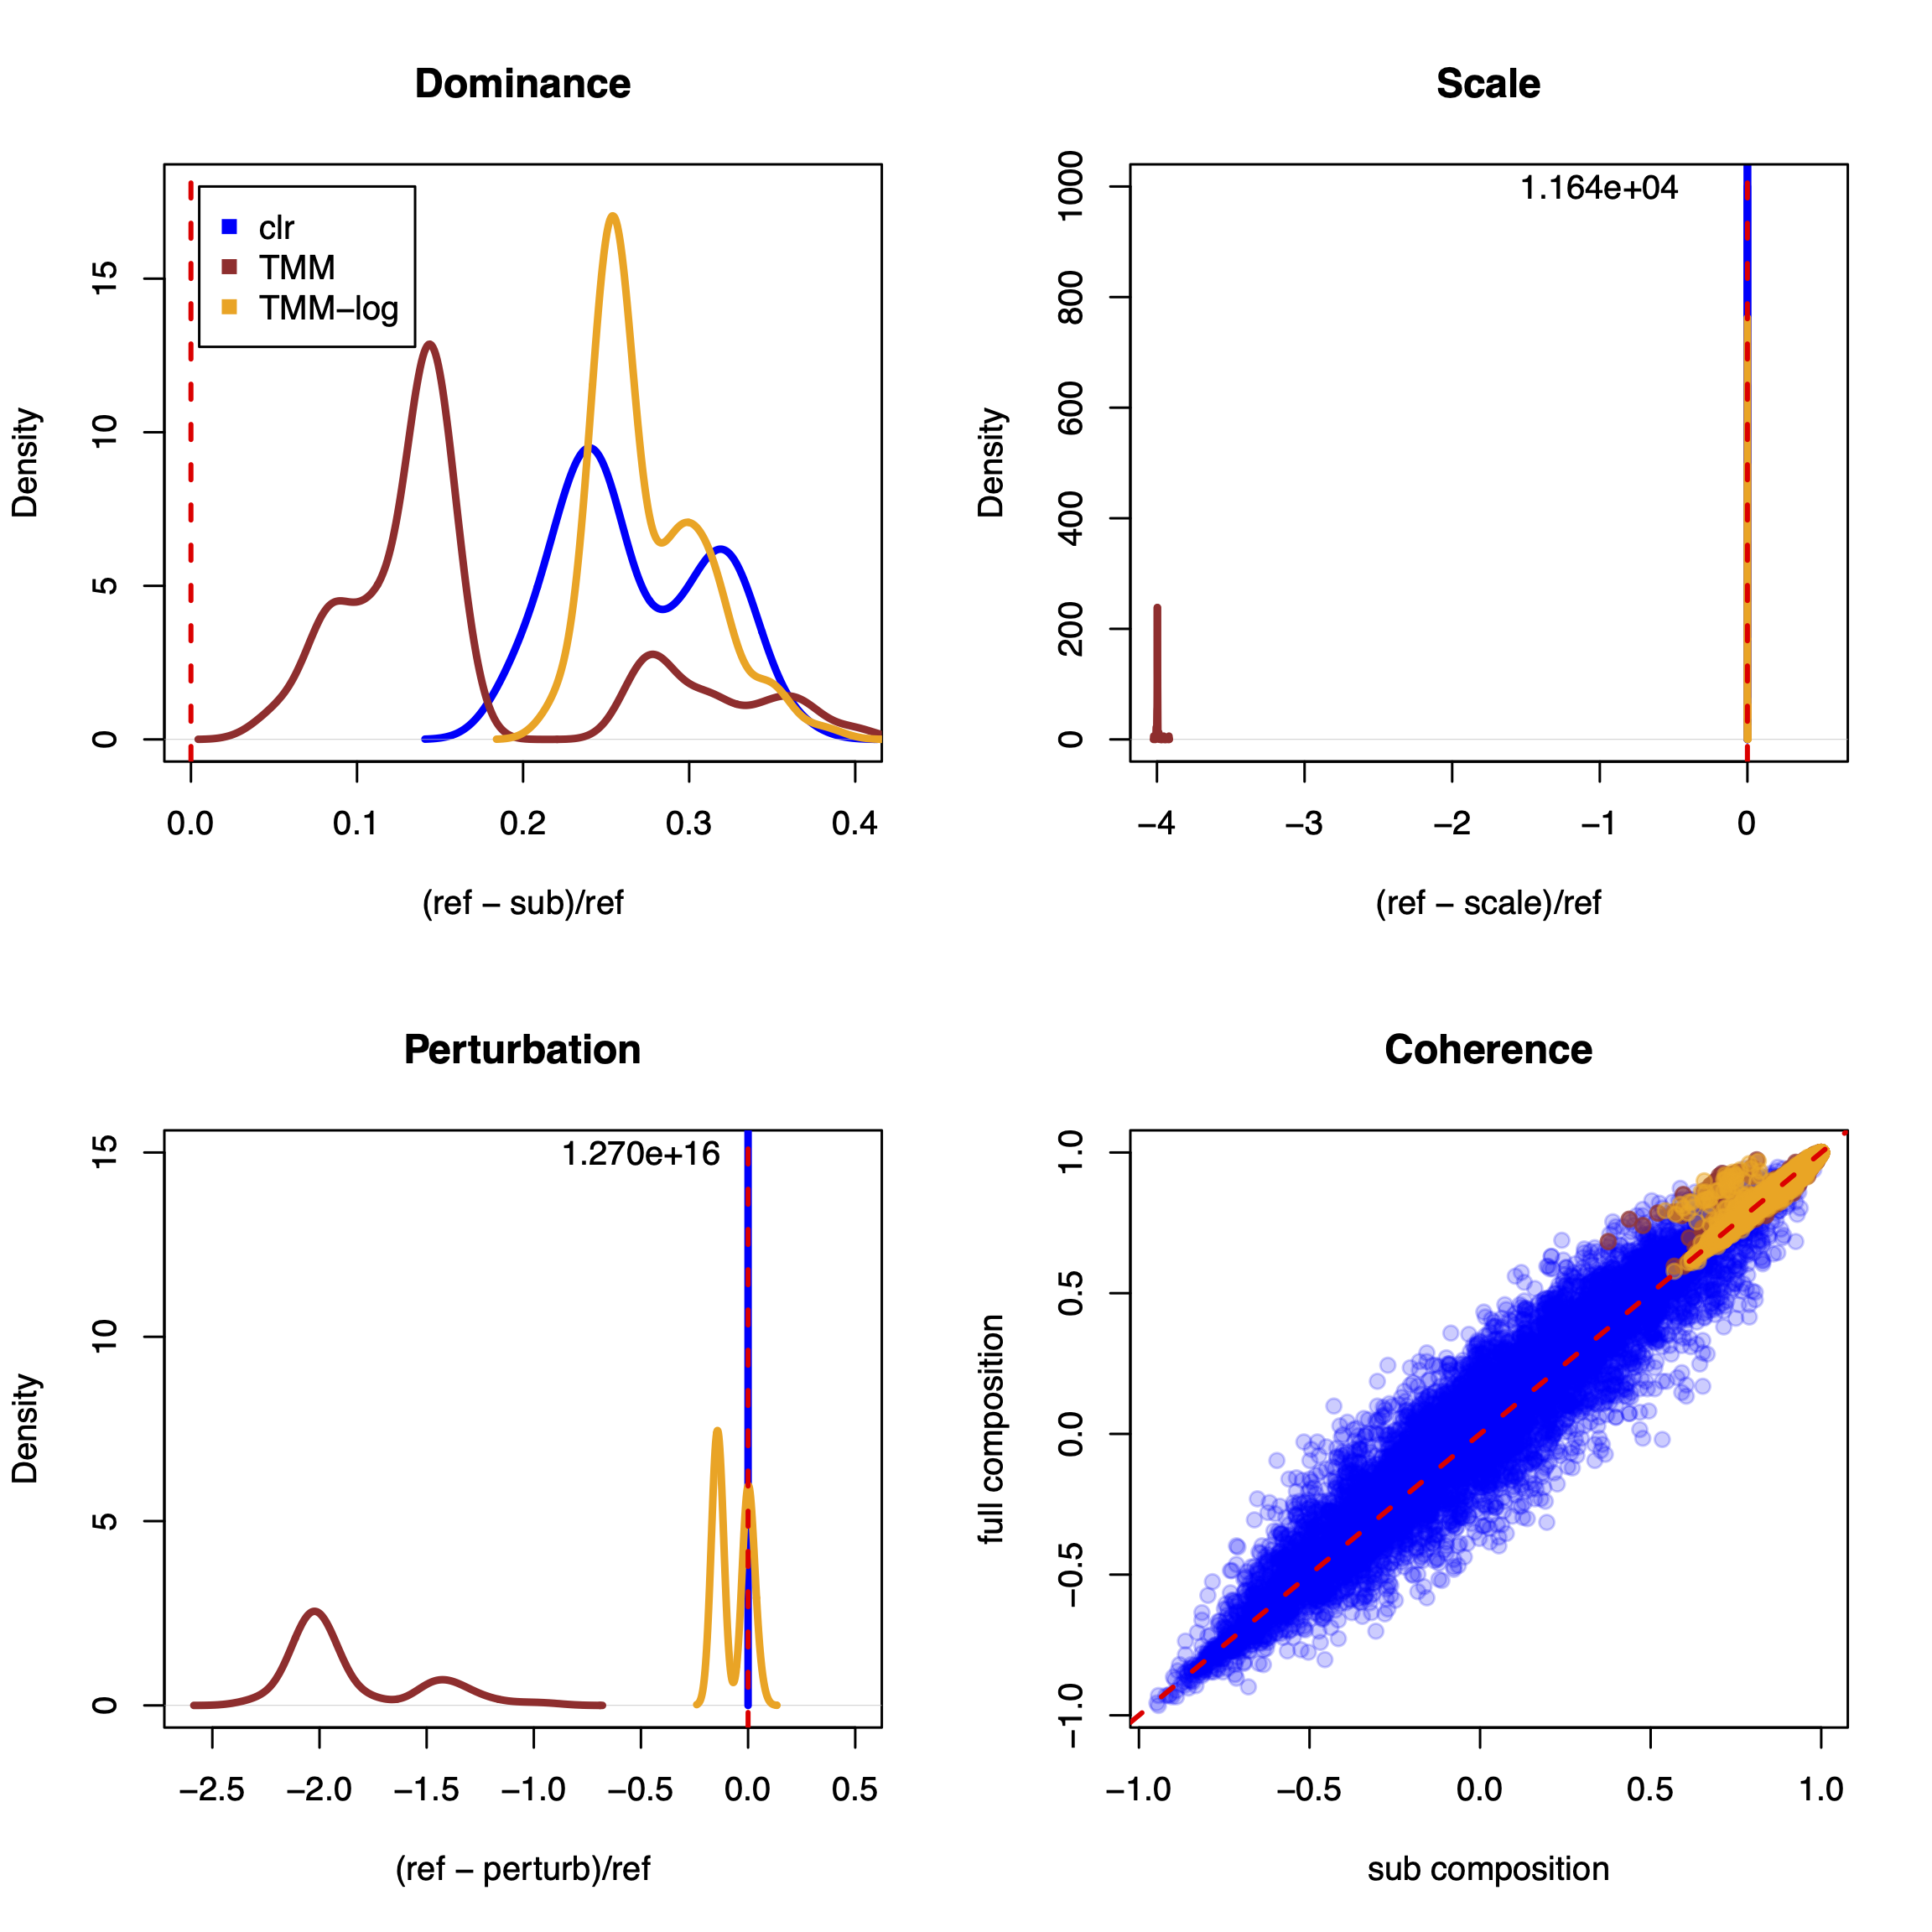 Dominance
Density
0
5
10
15
clr
TMM
TMM−log
0.0 0.1 0.2 0.3 0.4
(ref − sub)/ref
Scale
Density
0
200
400
600
800
1000
1.164e+04
−4 −3 −2 −1 0
(ref − scale)/ref
Perturbation
Density
0
5
10
15
1.270e+16
−2.5 −2.0 −1.5 −1.0 −0.5 0.0 0.5
(ref − perturb)/ref
Coherence
full composition
−1.0
−0.5
0.0
0.5
1.0
−1.0 −0.5 0.0 0.5 1.0
sub composition